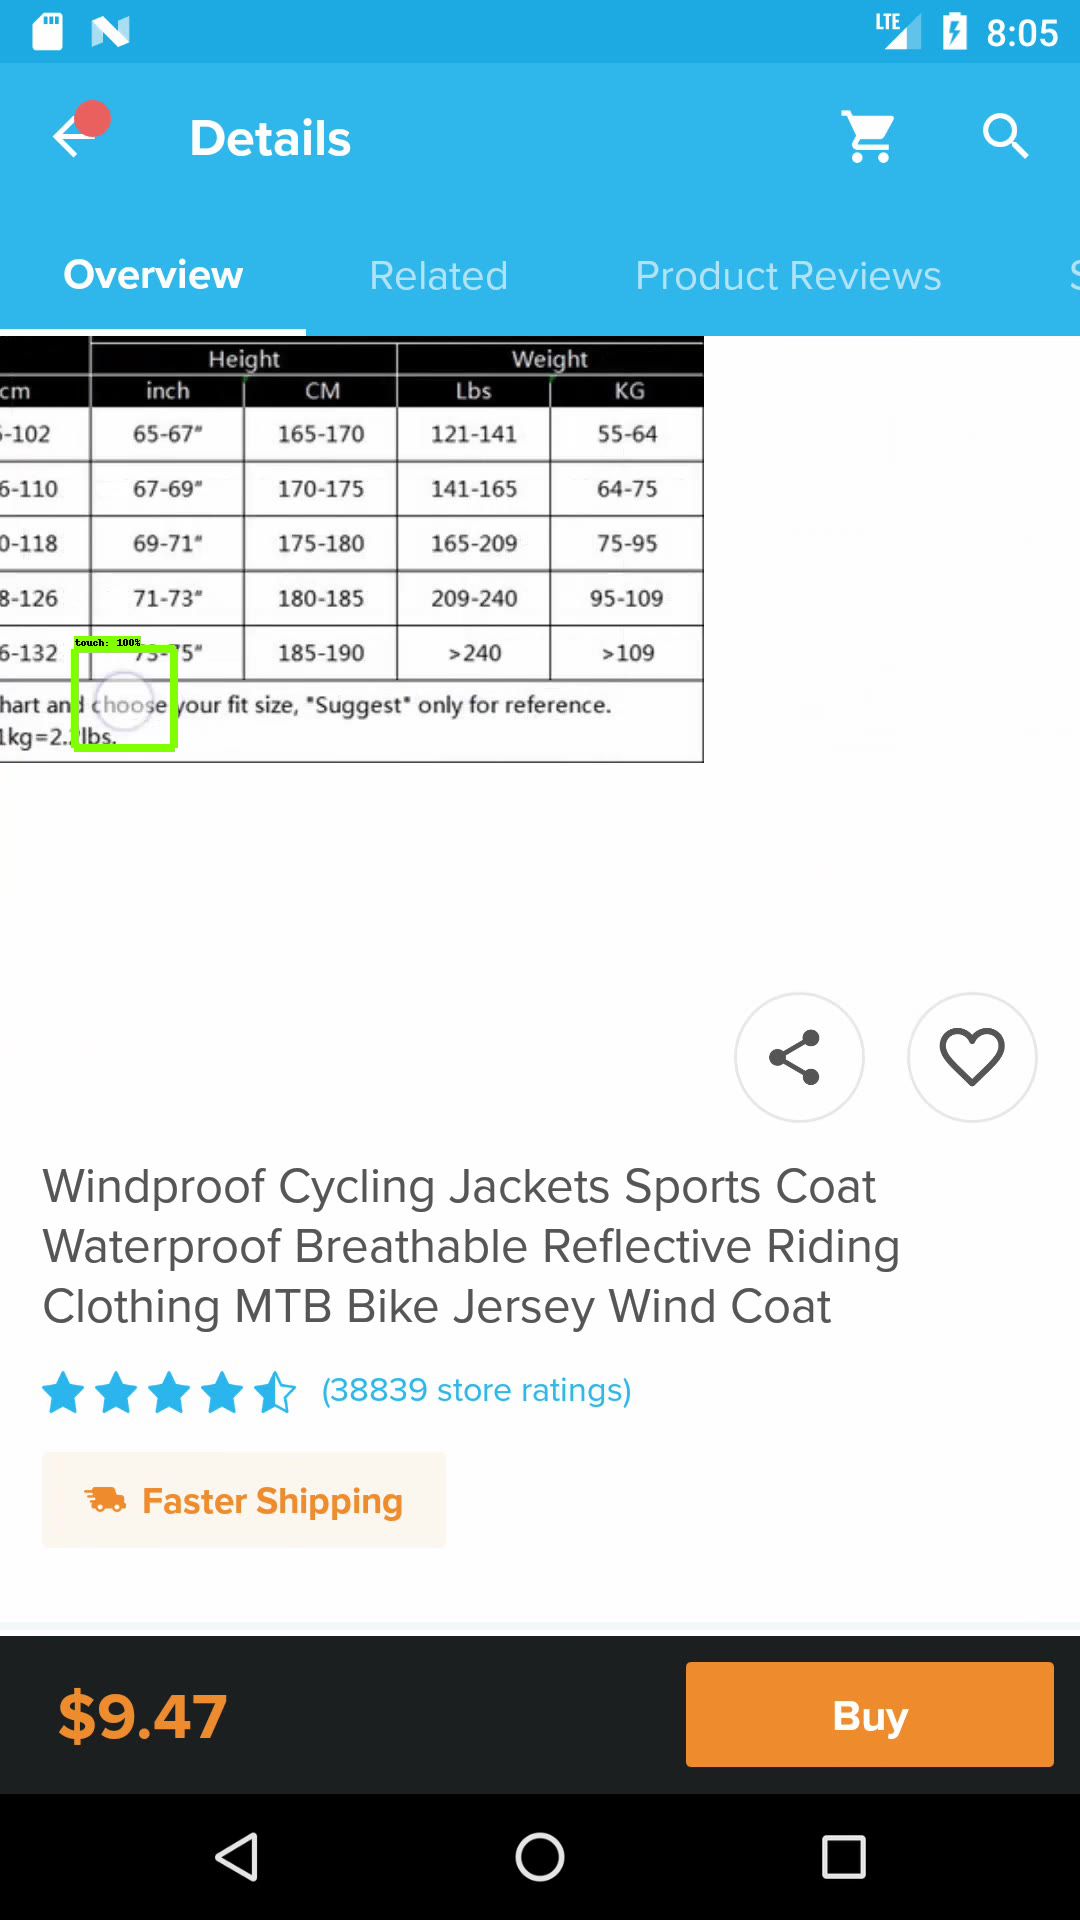 LTE 8:05
Details
Overview Related Product Reviews
Height Weight
cm inch CM Lbs KG
-102 65-67" 165-170 121-141 55-64
6-110 67-69" 170-175 141-165 64-75
0-118 69-71" 175-180 165-209 75-95
8-126 71-73" 180-185 209-240 95-109
touch: 100%
6-132 73-75" 185-190 >240 >109
hart and choose your fit size, "Suggest" only for reference.
1kg=2.2lbs.
Windproof Cycling Jackets Sports Coat
Waterproof Breathable Reflective Riding
Clothing MTB Bike Jersey Wind Coat
(38839 store ratings)
Faster Shipping
$9.47 Buy